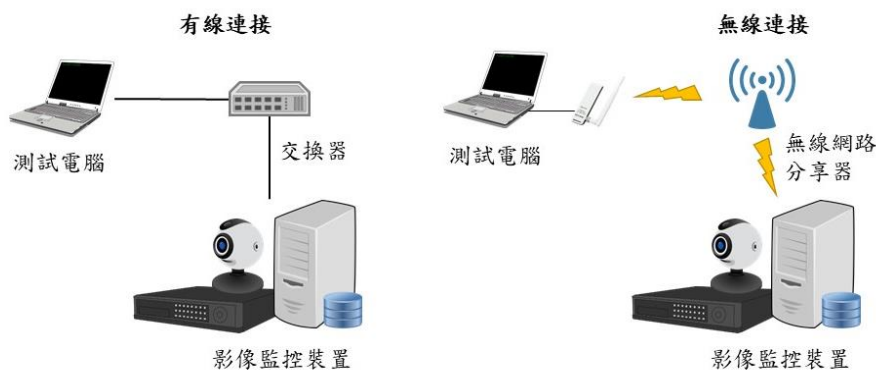 有線連接
測試電腦
交換器
影像監控裝置
無線連接
測試電腦
無線網路
分享器
影像監控裝置